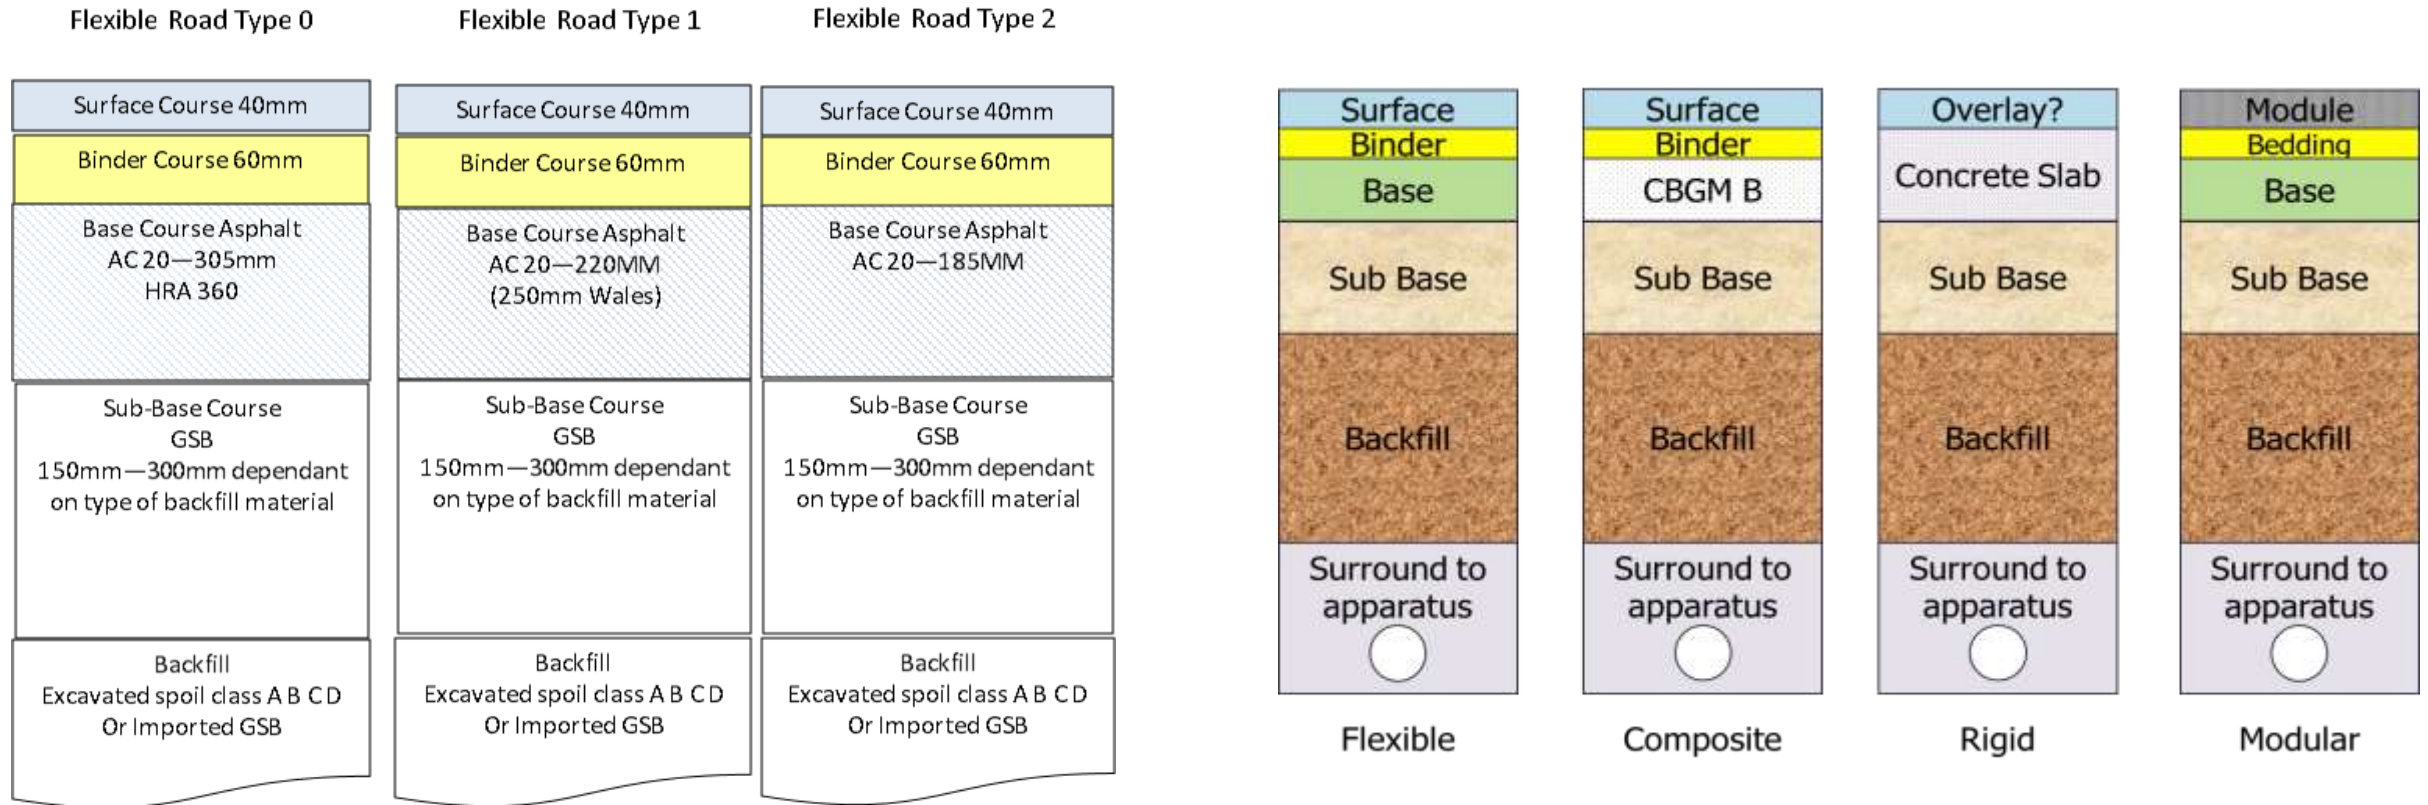 Flexible Road Type 0
Surface Course 40mm
Binder Course 60mm
Base Course Asphalt
AC 20—305mm
HRA 360
Sub-Base Course
GSB
150mm—300mm dependant
on type of backfill material
Backfill
Excavated spoil class A B C D
Or Imported GSB
Flexible Road Type 1
Surface Course 40mm
Binder Course 60mm
Base Course Asphalt
AC 20—220MM
(250mm Wales)
Sub-Base Course
GSB
150mm—300mm dependant
on type of backfill material
Backfill
Excavated spoil class A B C D
Or Imported GSB
Flexible Road Type 2
Surface Course 40mm
Binder Course 60mm
Base Course Asphalt
AC 20—185MM
Sub-Base Course
GSB
150mm—300mm dependant
on type of backfill material
Backfill
Excavated spoil class A B C D
Or Imported GSB
Surface
Binder
Base
Sub Base
Backfill
Surround to
apparatus
Flexible
Surface
Binder
CBGM B
Sub Base
Backfill
Surround to
apparatus
Composite
Overlay?
Concrete Slab
Sub Base
Backfill
Surround to
apparatus
Rigid
Module
Bedding
Base
Sub Base
Backfill
Surround to
apparatus
Modular